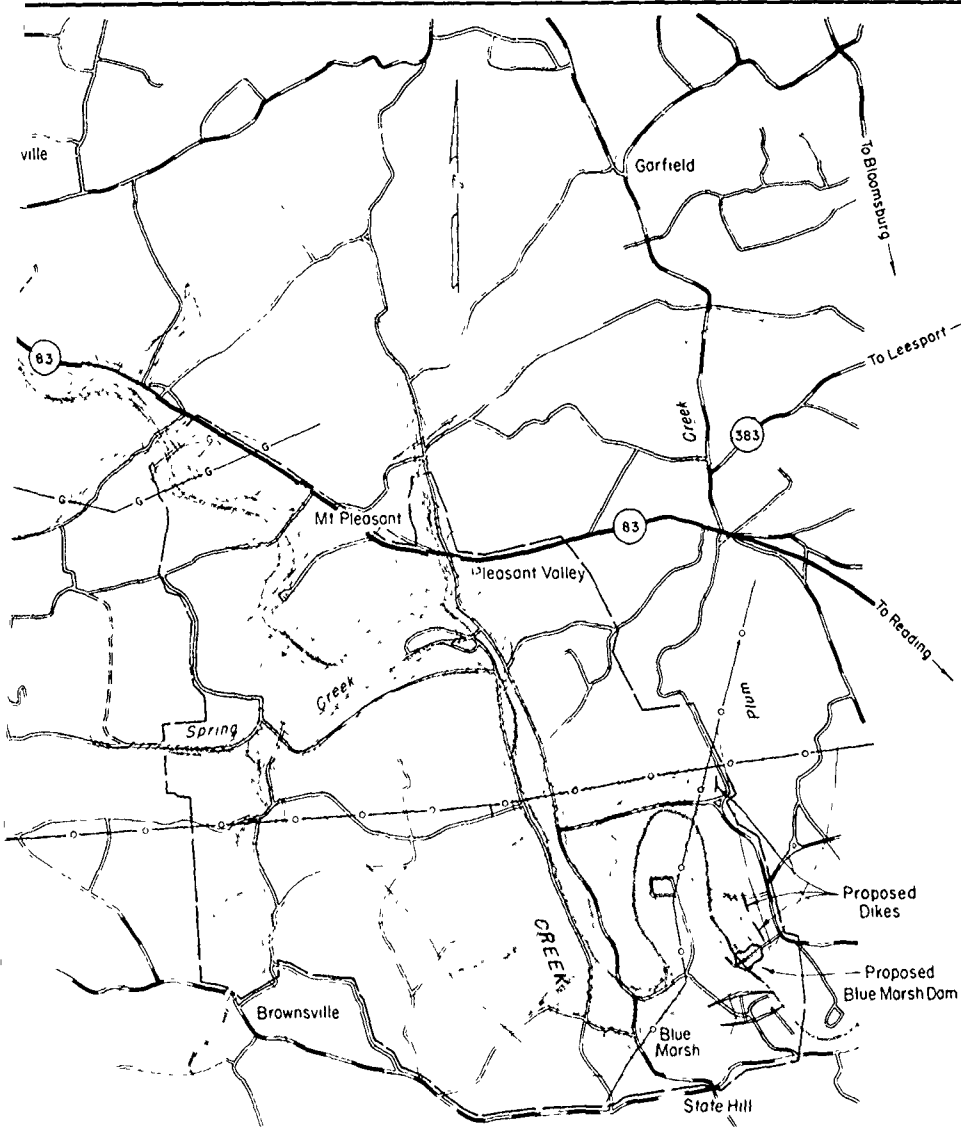 ville
Garfield
To Bloomsburg
83
To Leesport
Creek
383
G
G
G
G
Mt Pleasant
83
Pleasant Valley
To Reading
Creek
Spring
Plum
Proposed
Dikes
CREEK
Proposed
Blue Marsh Dam
Brownsville
Blue
Marsh
State Hill